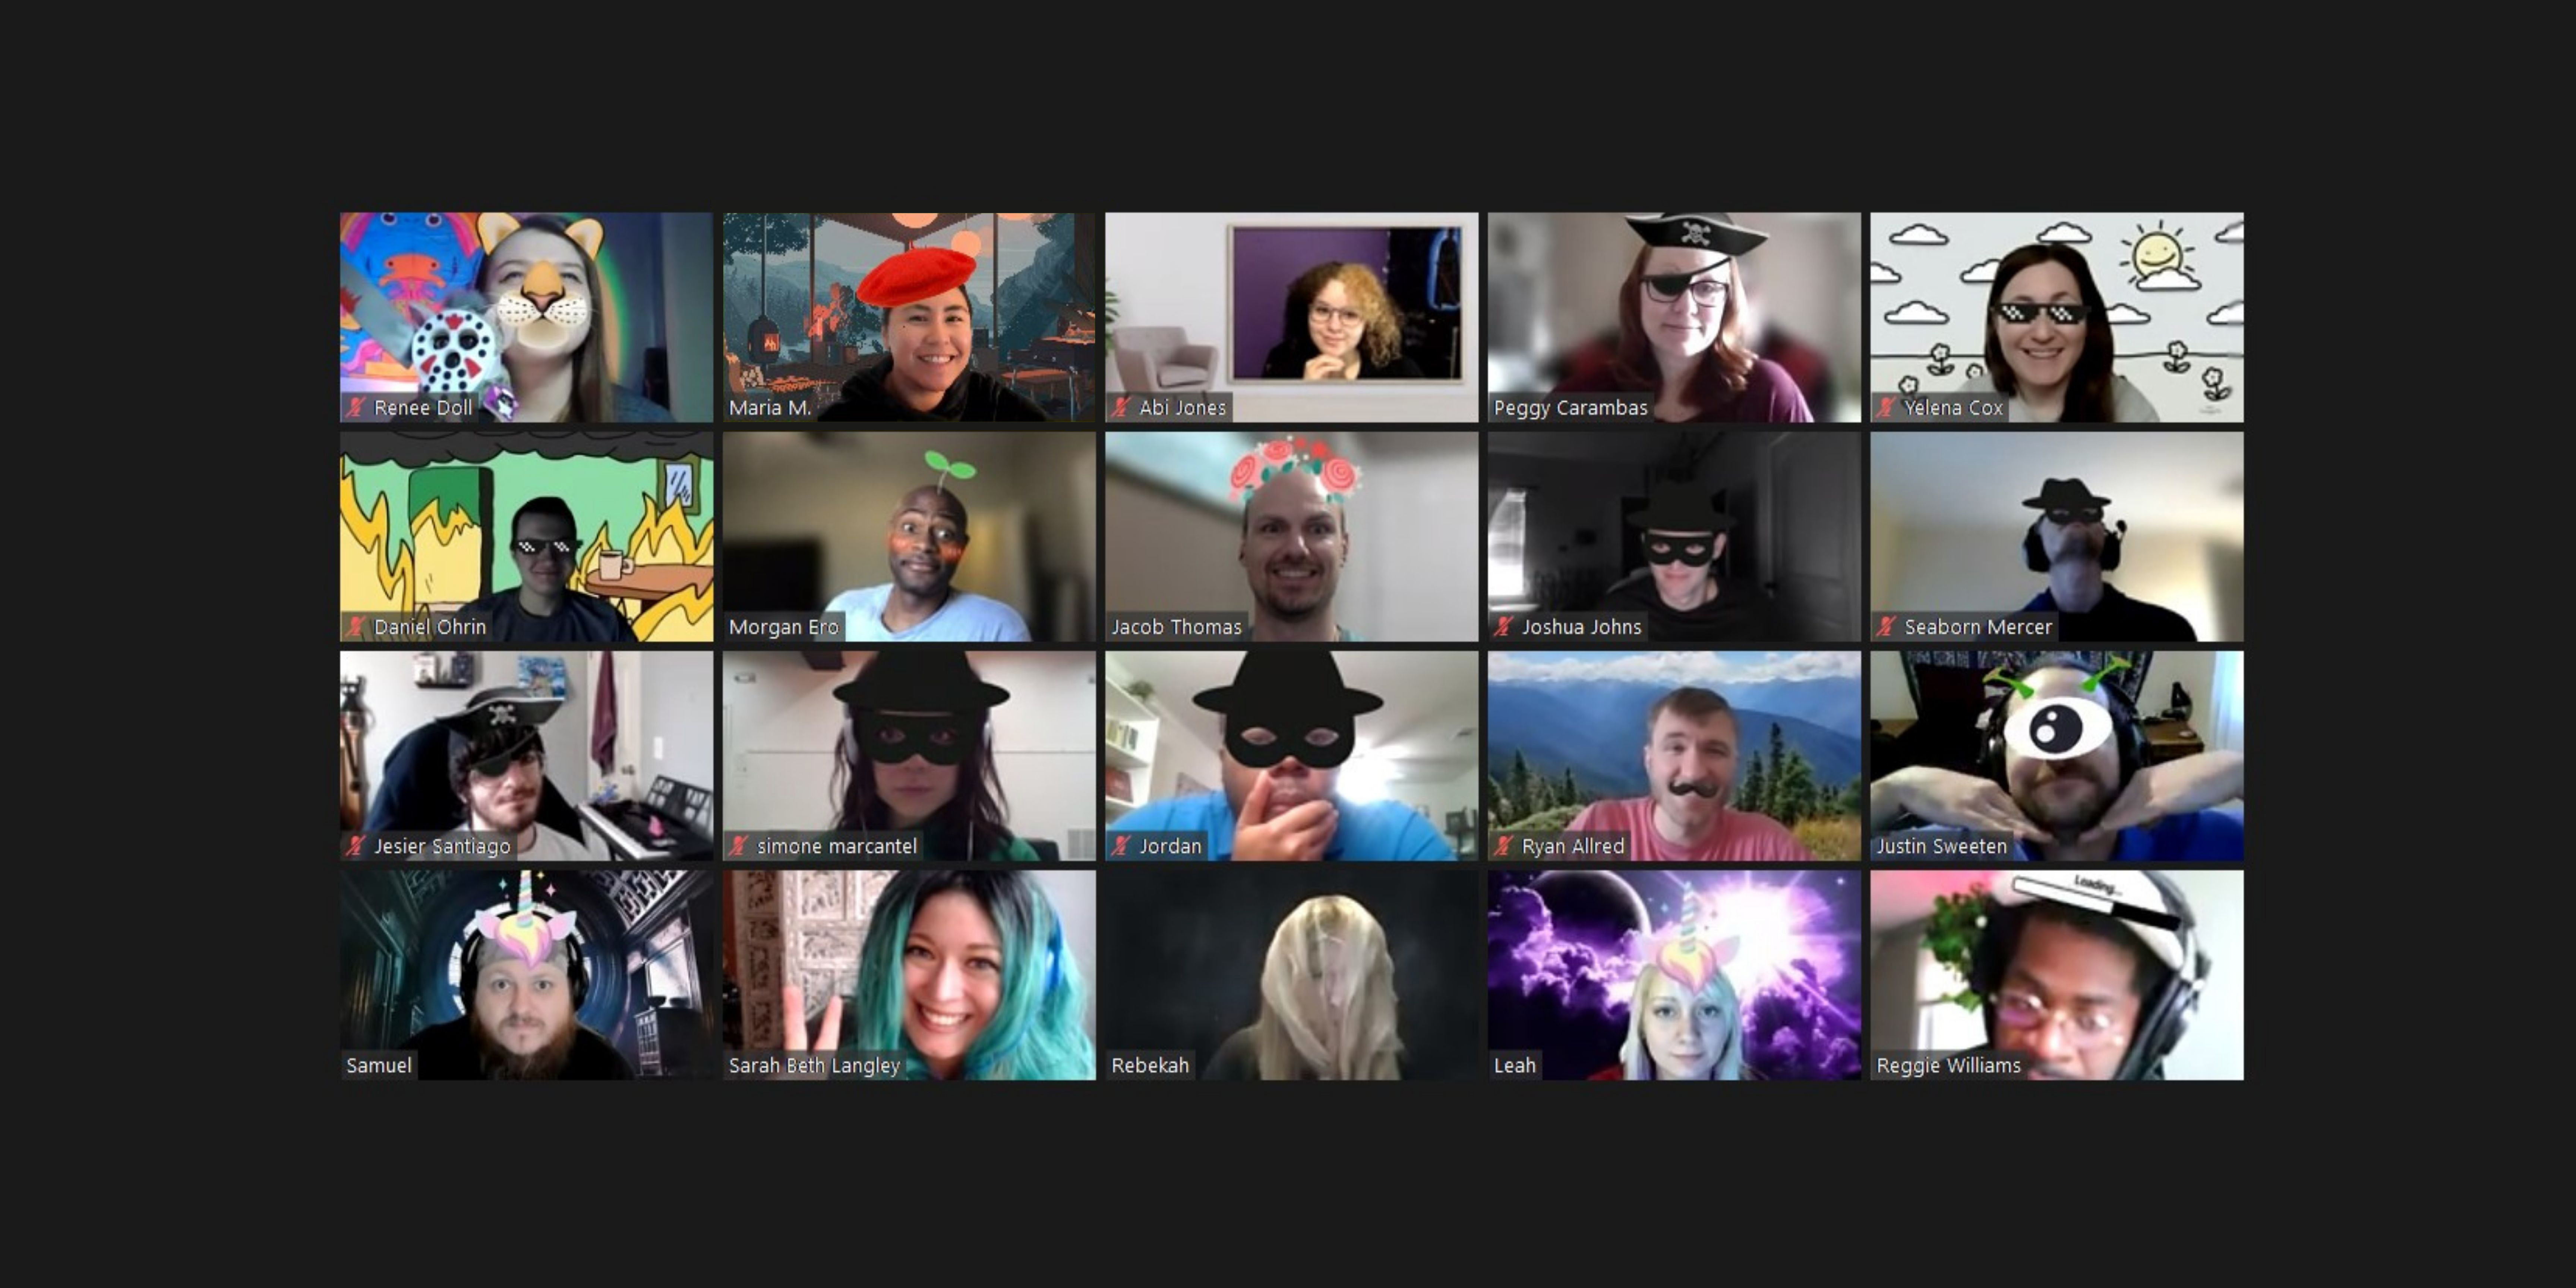 Renee Doll
Maria M.
Abi Jones
Peggy Carambas
Yelena Cox
Daniel Ohrin
Morgan Ero
Jacob Thomas
Joshua Johns
Seaborn Mercer
Jesier Santiago
simone marcantel
Jordan
Ryan Allred
Justin Sweeten
Loading...
Samuel
Sarah Beth Langley
Rebekah
Leah
Reggie Williams